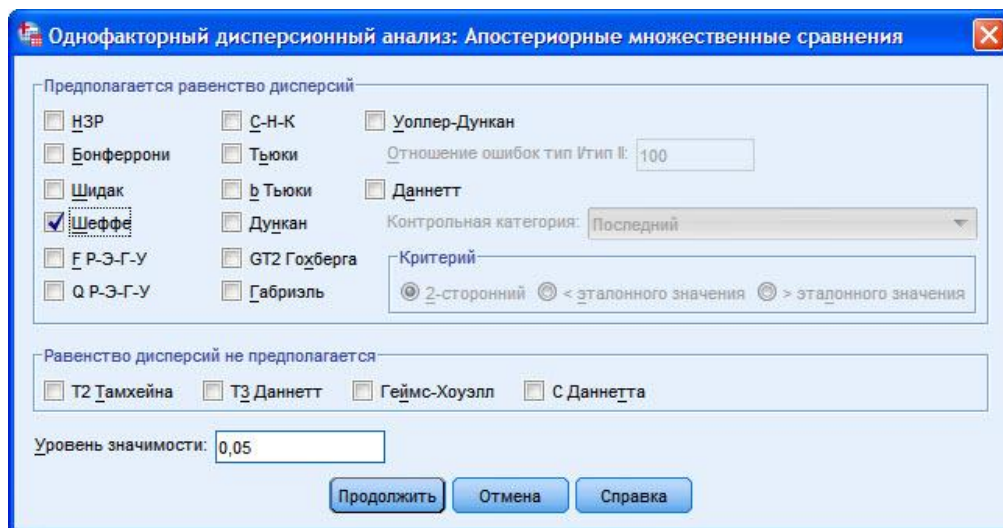 Однофакторный дисперсионный анализ: Апостериорные множественные сравнения
Предполагается равенство дисперсий
НЗР
С-Н-К
Уоллер-Дункан
Бонферрони
Тьюки
Отношение ошибок тип I/тип II:
100
Шидак
b Тьюки
Даннетт
Шеффе
Дункан
Контрольная категория:
Последний
F Р-Э-Г-У
GT2 Гохберга
Критерий
Q Р-Э-Г-У
Габриэль
2-сторонний
< эталонного значения
> эталонного значения
Равенство дисперсий не предполагается
T2 Тамхейна
T3 Даннетт
Геймс-Хоуэлл
С Даннетта
Уровень значимости:
0,05
Продолжить
Отмена
Справка